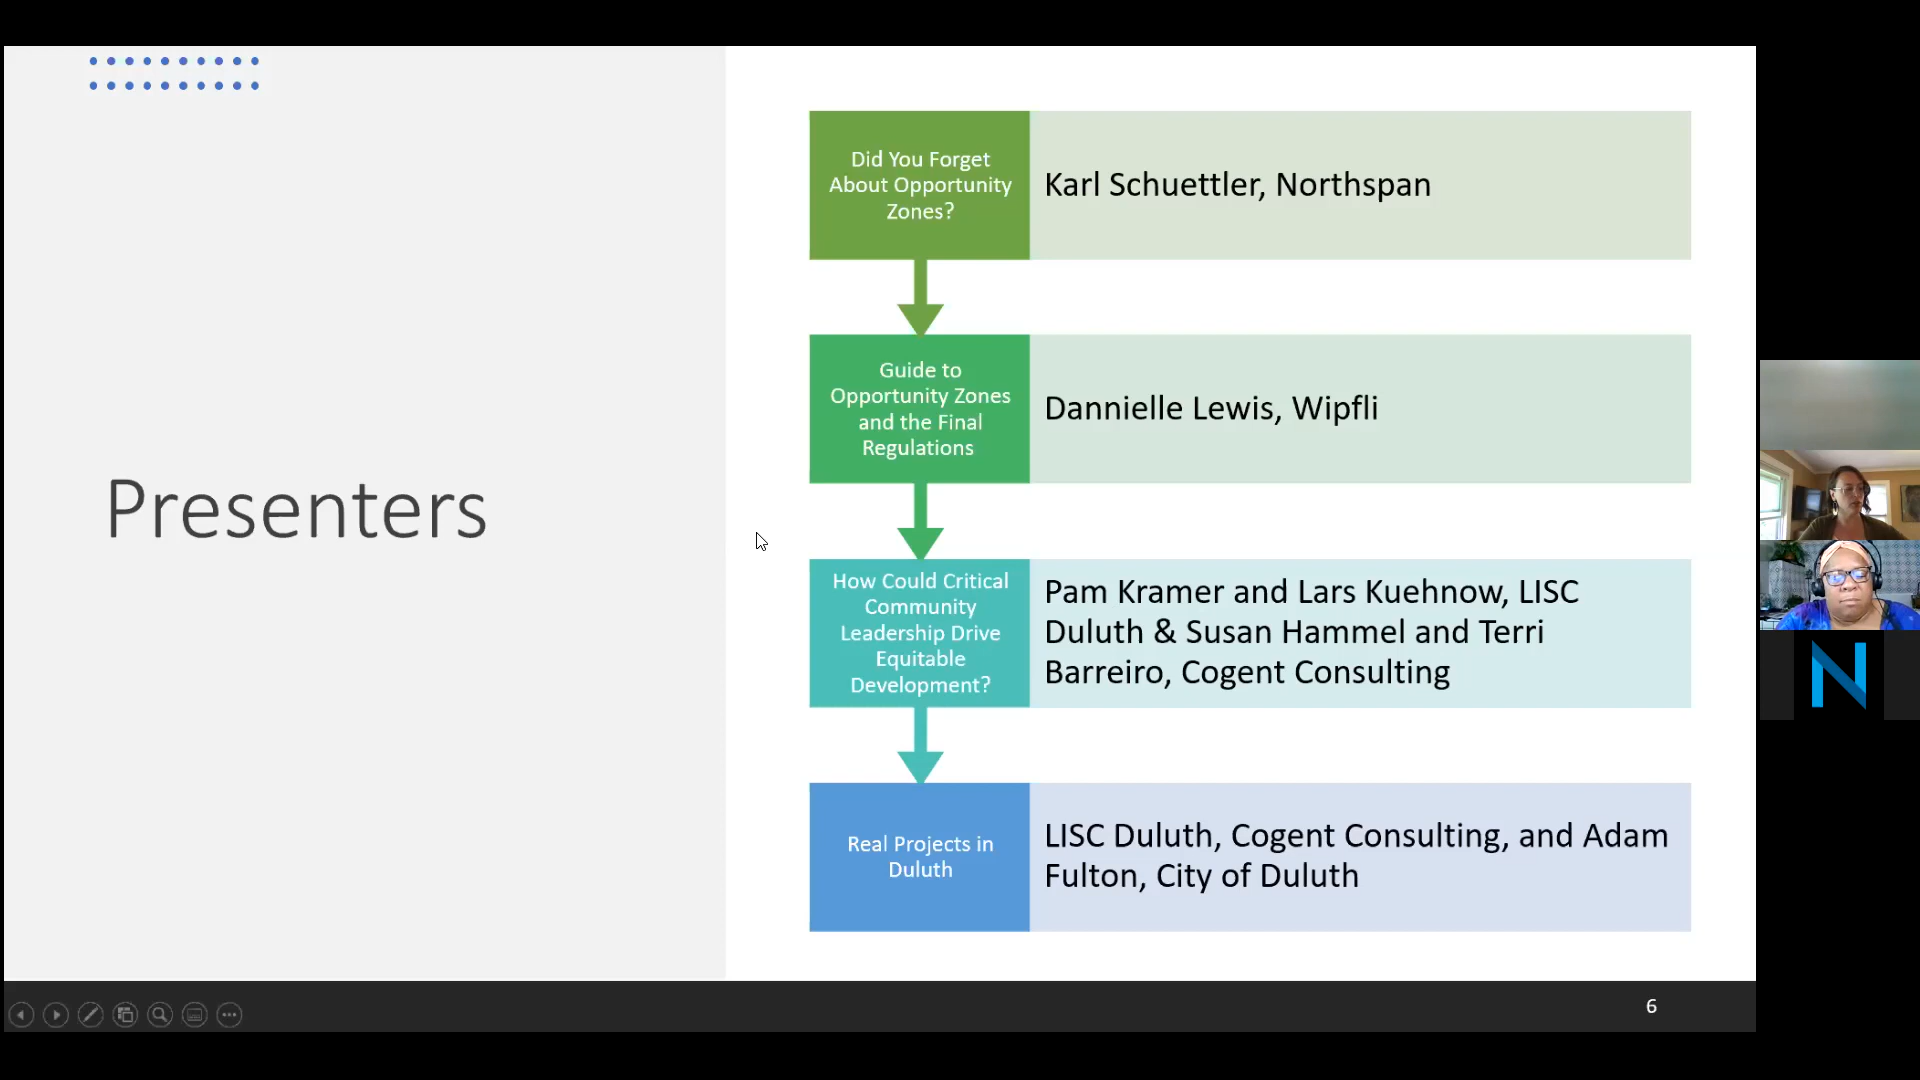 Presenters
Did You Forget
About Opportunity
Zones?
Karl Schuettler, Northspan
Guide to
Opportunity Zones
and the Final
Regulations
Dannielle Lewis, Wipfli
How Could Critical
Community
Leadership Drive
Equitable
Development?
Pam Kramer and Lars Kuehnow, LISC
Duluth & Susan Hammel and Terri
Barreiro, Cogent Consulting
Real Projects in
Duluth
LISC Duluth, Cogent Consulting, and Adam
Fulton, City of Duluth
6
N